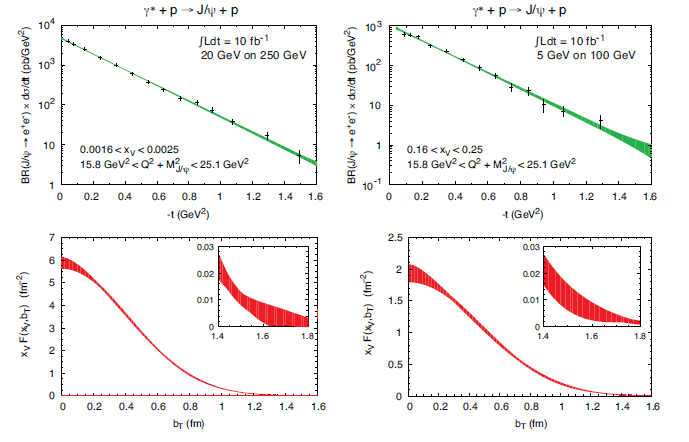 γ* + p → J/ψ + p
10⁴
10³
10²
10
1
BR(J/ψ → e⁺e⁻) × dσ/dt (pb/GeV²)
∫Ldt = 10 fb⁻¹
20 GeV on 250 GeV
0.0016 < xᵥ < 0.0025
15.8 GeV² < Q² + M²J/ψ < 25.1 GeV²
0 0.2 0.4 0.6 0.8 1 1.2 1.4 1.6
-t (GeV²)
γ* + p → J/ψ + p
10³
10²
10
1
10⁻¹
BR(J/ψ → e⁺e⁻) × dσ/dt (pb/GeV²)
∫Ldt = 10 fb⁻¹
5 GeV on 100 GeV
0.16 < xᵥ < 0.25
15.8 GeV² < Q² + M²J/ψ < 25.1 GeV²
0 0.2 0.4 0.6 0.8 1 1.2 1.4 1.6
-t (GeV²)
7
6
5
4
3
2
1
0
xᵥ F(xᵥ,b_T) (fm⁻²)
0.03
0.02
0.01
0
1.4 1.6 1.8
0 0.2 0.4 0.6 0.8 1 1.2 1.4 1.6
b_T (fm)
2.5
2
1.5
1
0.5
0
xᵥ F(xᵥ,b_T) (fm⁻²)
0.03
0.02
0.01
0
1.4 1.6 1.8
0 0.2 0.4 0.6 0.8 1 1.2 1.4 1.6
b_T (fm)